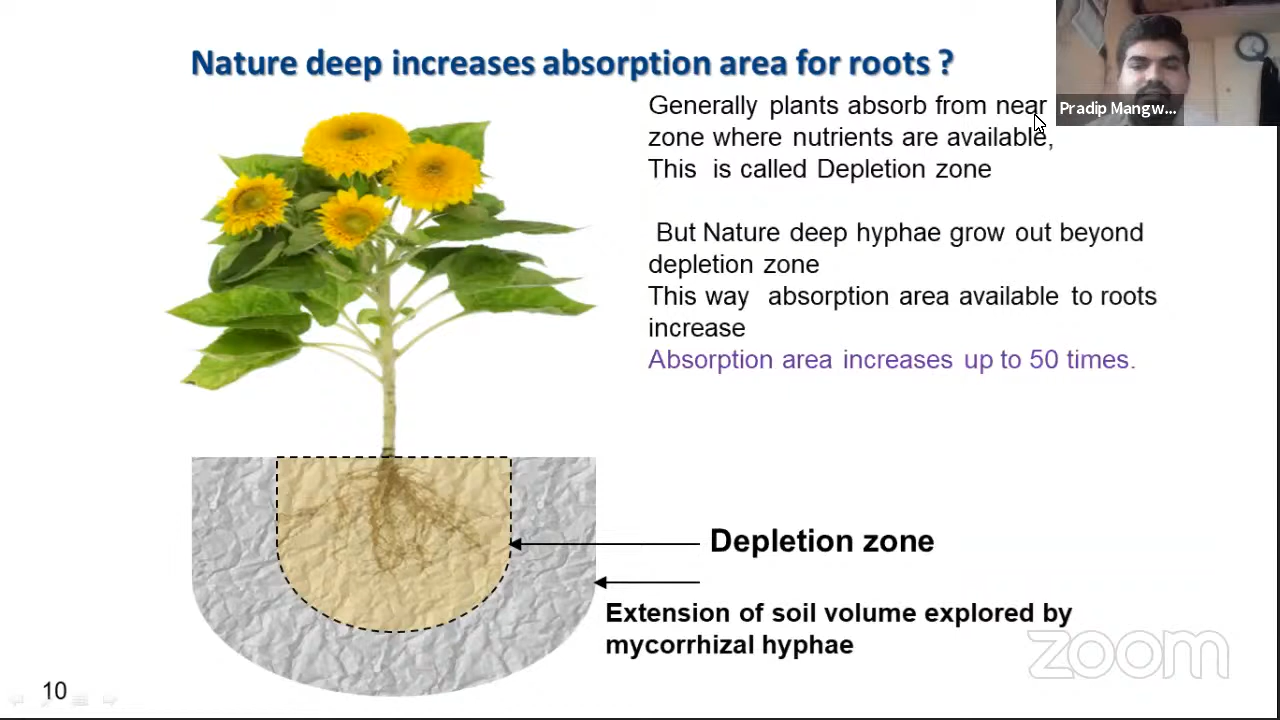 Nature deep increases absorption area for roots ?
Generally plants absorb from near
zone where nutrients are available,
This is called Depletion zone
But Nature deep hyphae grow out beyond
depletion zone
This way absorption area available to roots
increase
Absorption area increases up to 50 times.
Pradip Mangw...
Depletion zone
Extension of soil volume explored by
mycorrhizal hyphae
zoom
10